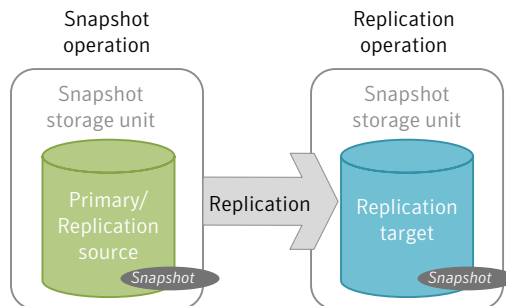 Snapshot
operation
Replication
operation
Snapshot
storage unit
Snapshot
storage unit
Primary/
Replication
source
Replication
Replication
target
Snapshot
Snapshot